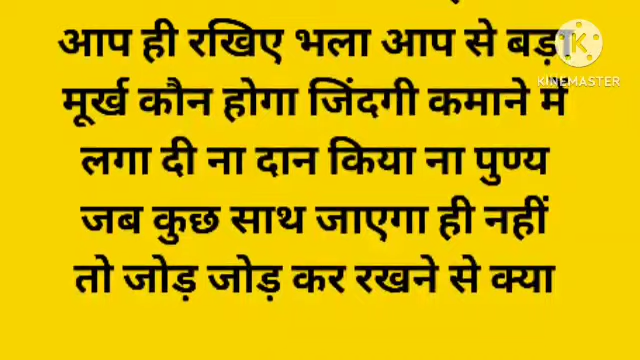 आप ही रखिए भला आप से बड़ा
KINEMASTER
मूर्ख कौन होगा जिंदगी कमाने में
लगा दी ना दान किया ना पुण्य
जब कुछ साथ जाएगा ही नहीं
तो जोड़ जोड़ कर रखने से क्या